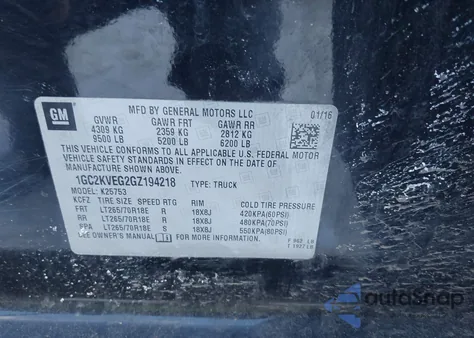 GM
MFD BY GENERAL MOTORS LLC
01/16
GVWR GAWR FRT GAWR RR
4309 KG 2359 KG 2812 KG
9500 LB 5200 LB 6200 LB
THIS VEHICLE CONFORMS TO ALL APPLICABLE U.S. FEDERAL MOTOR
VEHICLE SAFETY STANDARDS IN EFFECT ON THE DATE OF
MANUFACTURE SHOWN ABOVE.
1GC2KVEG2GZ194218 TYPE: TRUCK
K25753
KCFZ TIRE SIZE SPEED RTG RIM COLD TIRE PRESSURE
FRT LT265/70R18E R 18X8J 420KPA(60PSI)
RR LT265/70R18E R 18X8J 480KPA(70PSI)
SPA LT265/70R18E S 18X8J 550KPA(80PSI)
SEE OWNER'S MANUAL FOR MORE INFORMATION
autosnap